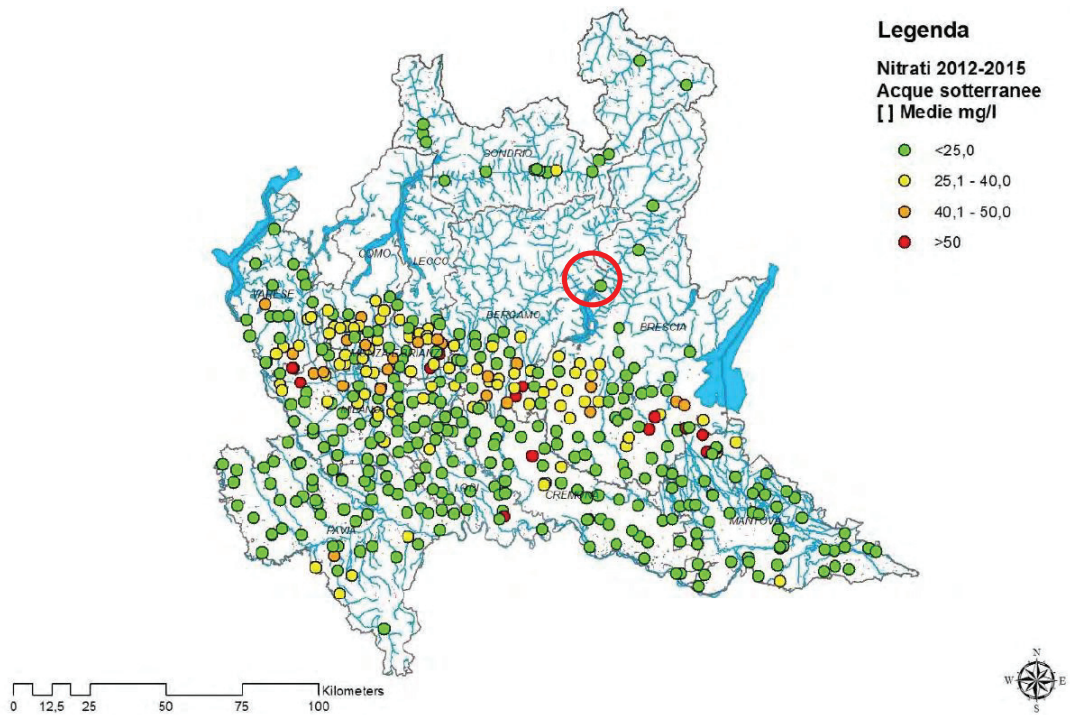 Legenda
Nitrati 2012-2015
Acque sotterranee
[ ] Medie mg/l
<25,0
25,1 - 40,0
40,1 - 50,0
>50
SONDRIO
COMO
LECCO
VARESE
BERGAMO
BRESCIA
MILANO
CREMONA
MANTOVA
PAVIA
N
W E
S
Kilometers
0 12,5 25 50 75 100